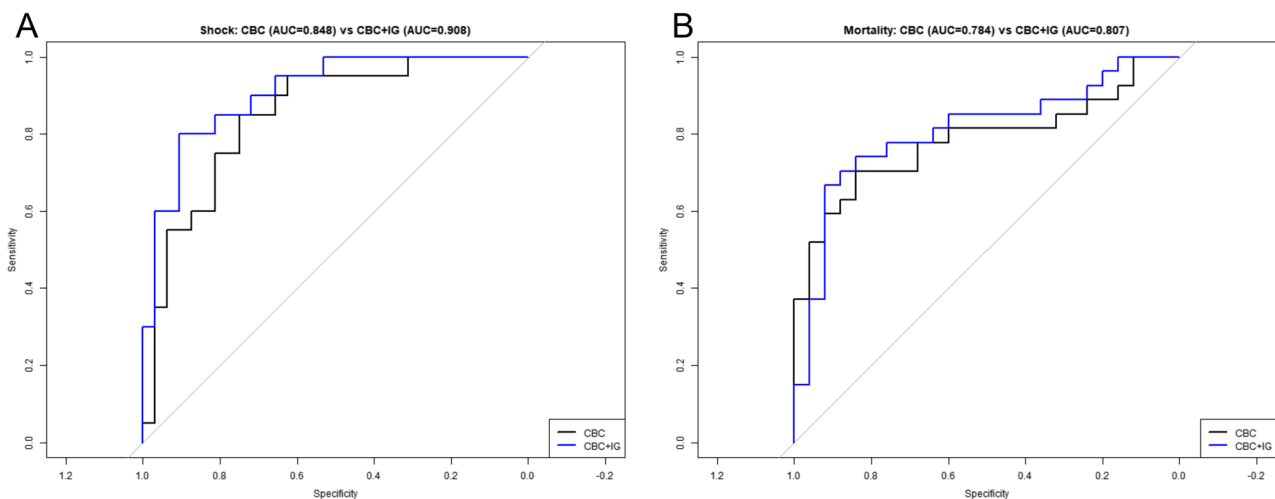 A
Shock: CBC (AUC=0.848) vs CBC+IG (AUC=0.908)
Sensitivity
1.0
0.8
0.6
0.4
0.2
0.0
1.2 1.0 0.8 0.6 0.4 0.2 0.0 -0.2
Specificity
CBC
CBC+IG
B
Mortality: CBC (AUC=0.784) vs CBC+IG (AUC=0.807)
Sensitivity
1.0
0.8
0.6
0.4
0.2
0.0
1.2 1.0 0.8 0.6 0.4 0.2 0.0 -0.2
Specificity
CBC
CBC+IG